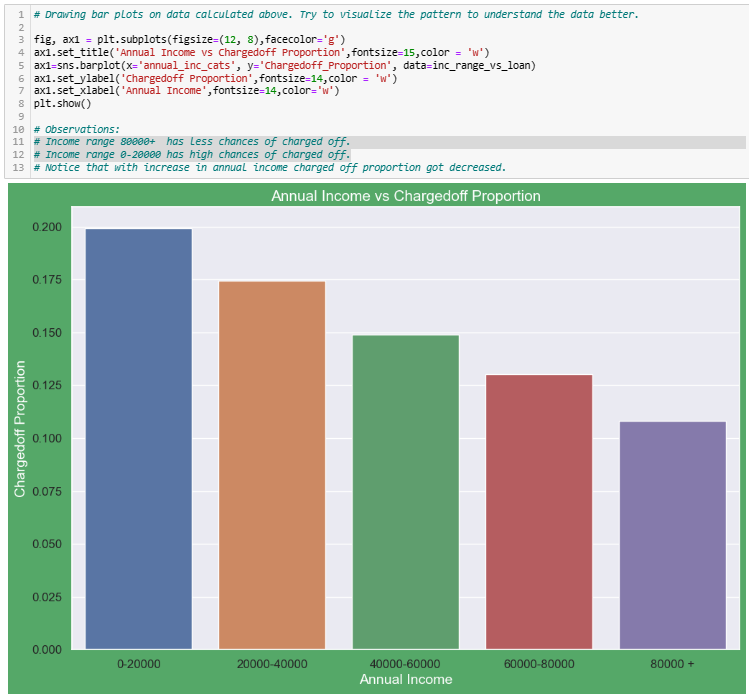 1 # Drawing bar plots on data calculated above. Try to visualize the pattern to understand the data better.
2
3 fig, ax1 = plt.subplots(figsize=(12, 8),facecolor='g')
4 ax1.set_title('Annual Income vs Chargedoff Proportion',fontsize=15,color = 'w')
5 ax1=sns.barplot(x='annual_inc_cats', y='Chargedoff_Proportion', data=inc_range_vs_loan)
6 ax1.set_ylabel('Chargedoff Proportion',fontsize=14,color = 'w')
7 ax1.set_xlabel('Annual Income',fontsize=14,color='w')
8 plt.show()
9
10 # Observations:
11 # Income range 80000+  has less chances of charged off.
12 # Income range 0-20000 has high chances of charged off.
13 # Notice that with increase in annual income charged off proportion got decreased.
Annual Income vs Chargedoff Proportion
0.200
0.175
0.150
0.125
0.100
0.075
0.050
0.025
0.000
Chargedoff Proportion
0-20000 20000-40000 40000-60000 60000-80000 80000 +
Annual Income